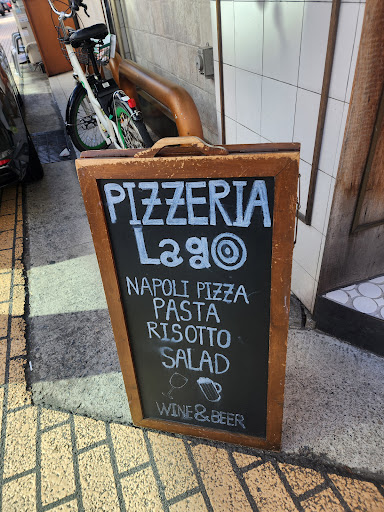 PIZZERIA
Lago
NAPOLI PIZZA
PASTA
RISOTTO
SALAD
WINE & BEER